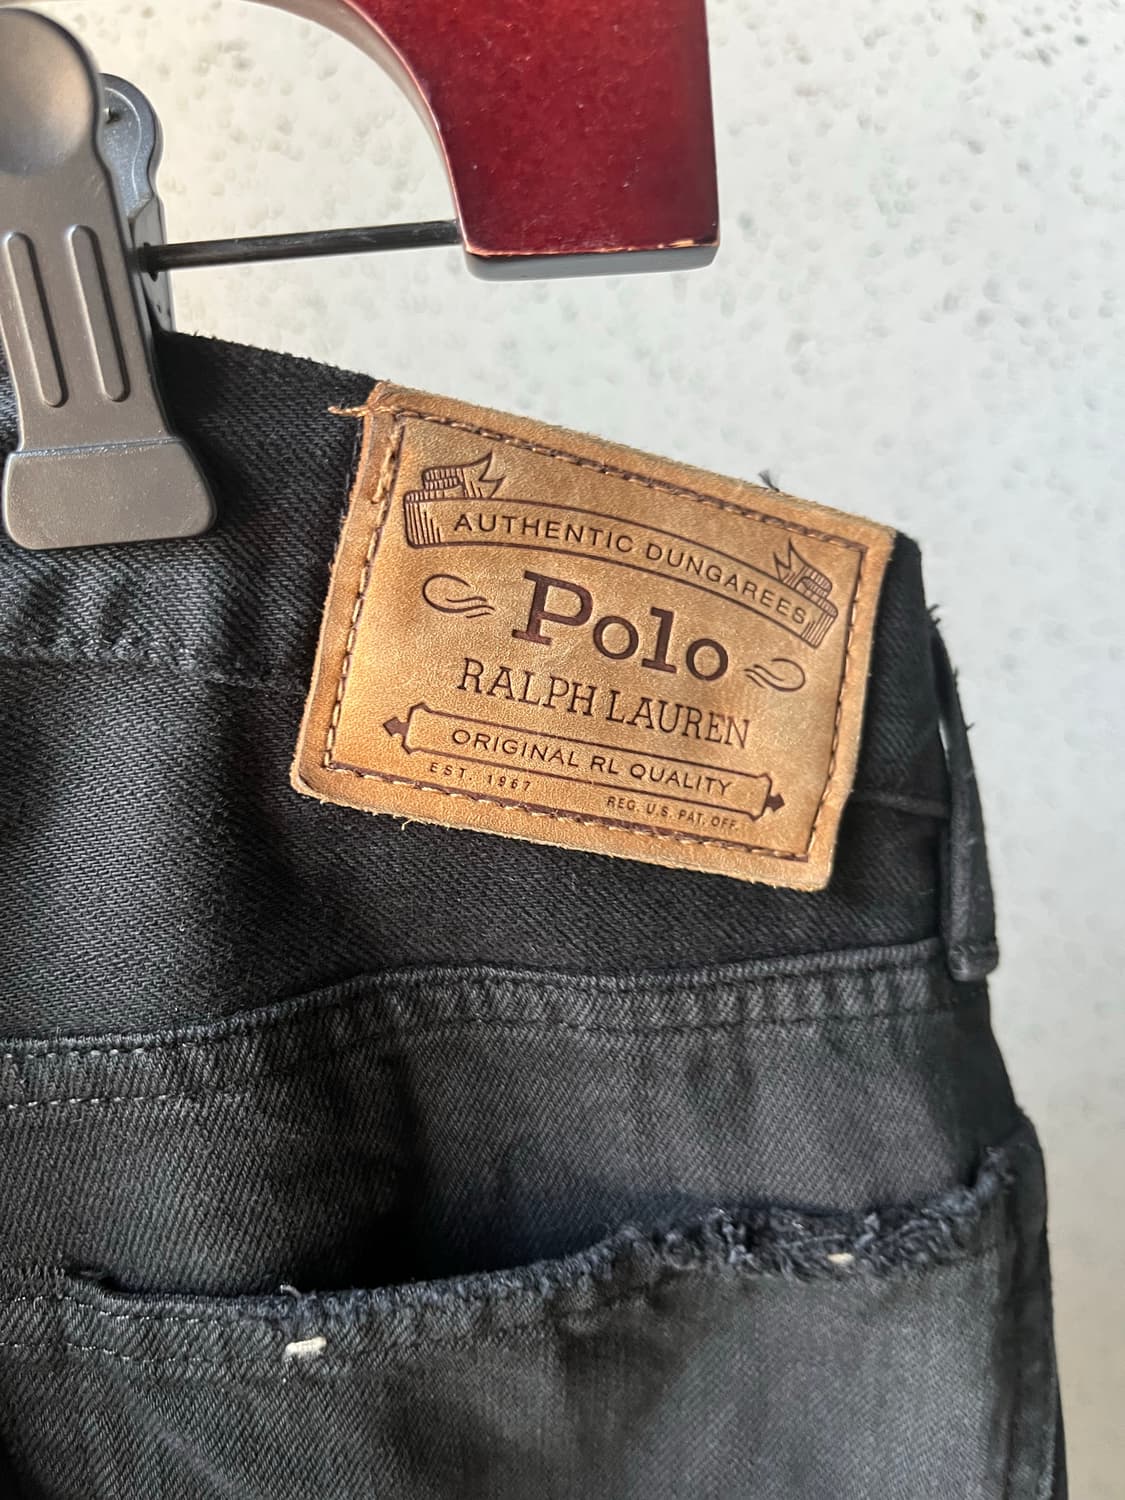 AUTHENTIC DUNGAREES
Polo
RALPH LAUREN
ORIGINAL RL QUALITY
EST. 1967 REG. U.S. PAT. OFF.